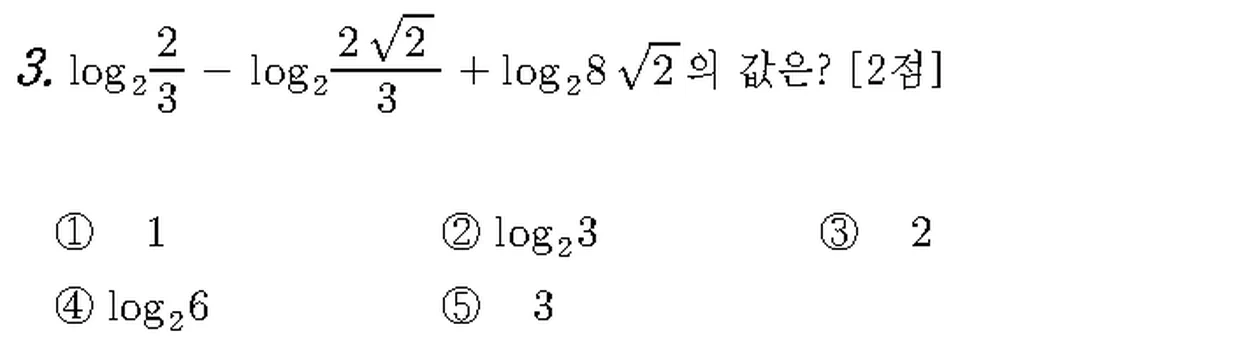 3. log₂ 2/3 − log₂ 2√2/3 + log₂8√2 의 값은? [2점]
① 1 ② log₂3 ③ 2
④ log₂6 ⑤ 3